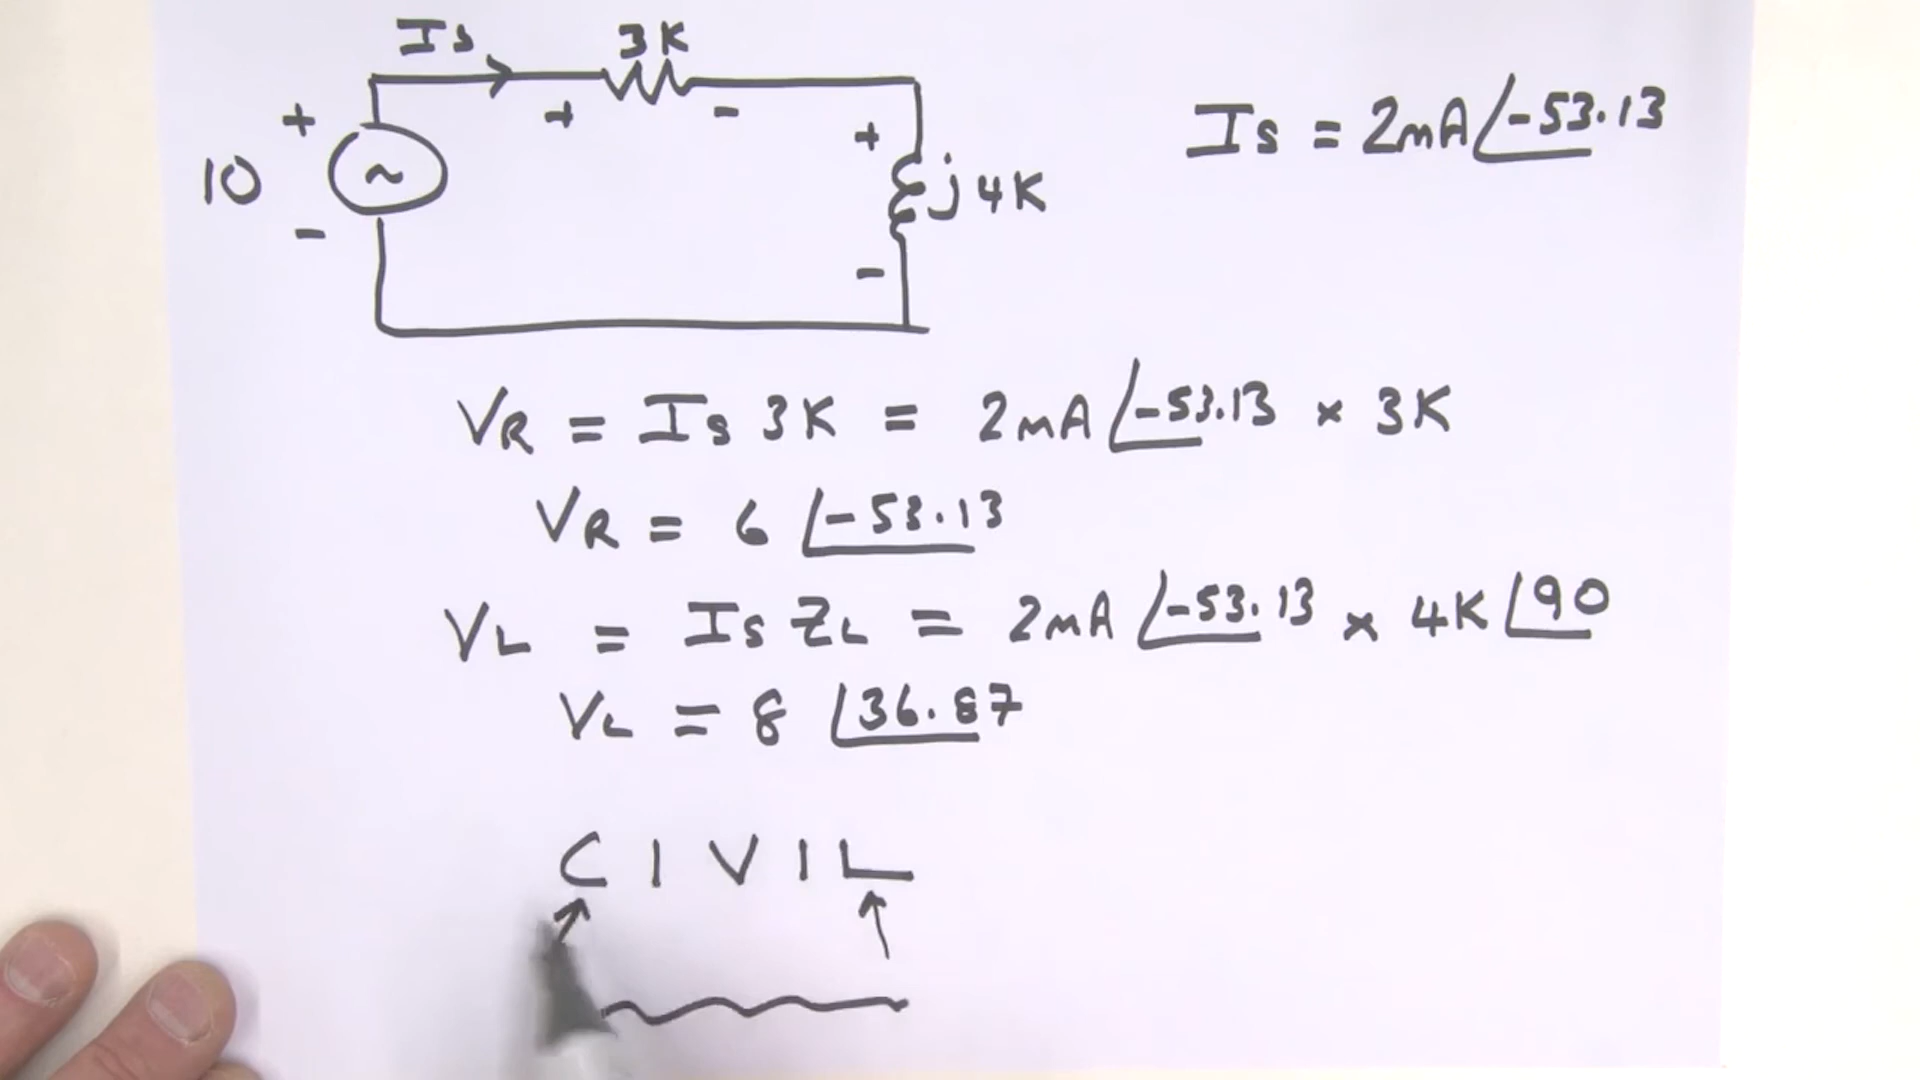 Is
3K
+ -
+
10
-
+
j4K
-
Is = 2mA∠-53.13
VR = Is 3K = 2mA∠-53.13 × 3K
VR = 6∠-53.13
VL = Is ZL = 2mA∠-53.13 × 4K∠90
VL = 8∠36.87
C I V I L